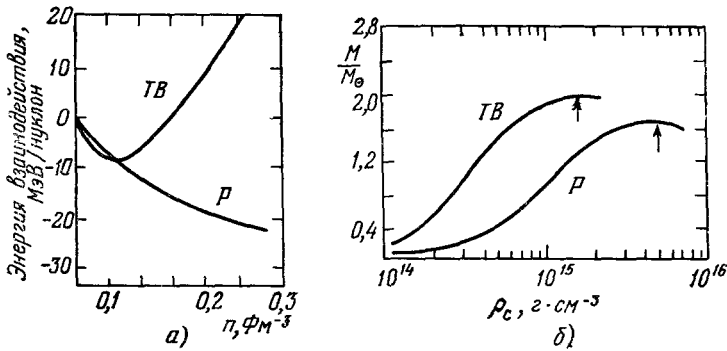 Энергия взаимодействия,
МэВ/нуклон
20
10
0
-10
-20
-30
ТВ
Р
0,1
0,2
0,3
n, Фм⁻³
а)
M/M⊙
2,8
2,0
1,2
0,4
ТВ
Р
10¹⁴
10¹⁵
10¹⁶
ρc, г·см⁻³
б)